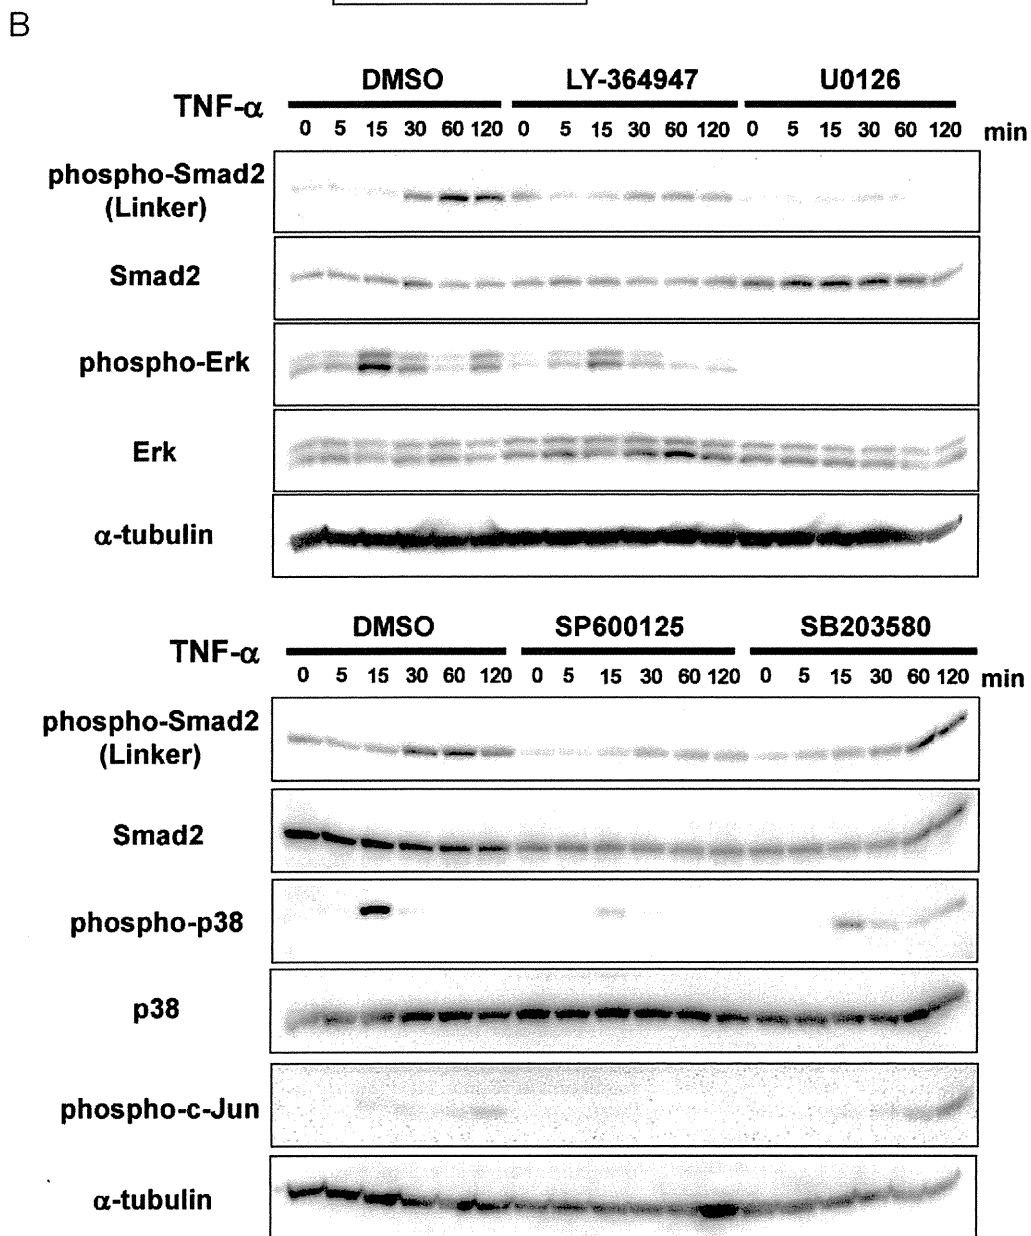 B
DMSO LY-364947 U0126
TNF-α
0 5 15 30 60 120 0 5 15 30 60 120 0 5 15 30 60 120 min
phospho-Smad2
(Linker)
Smad2
phospho-Erk
Erk
α-tubulin
DMSO SP600125 SB203580
TNF-α
0 5 15 30 60 120 0 5 15 30 60 120 0 5 15 30 60 120 min
phospho-Smad2
(Linker)
Smad2
phospho-p38
p38
phospho-c-Jun
α-tubulin